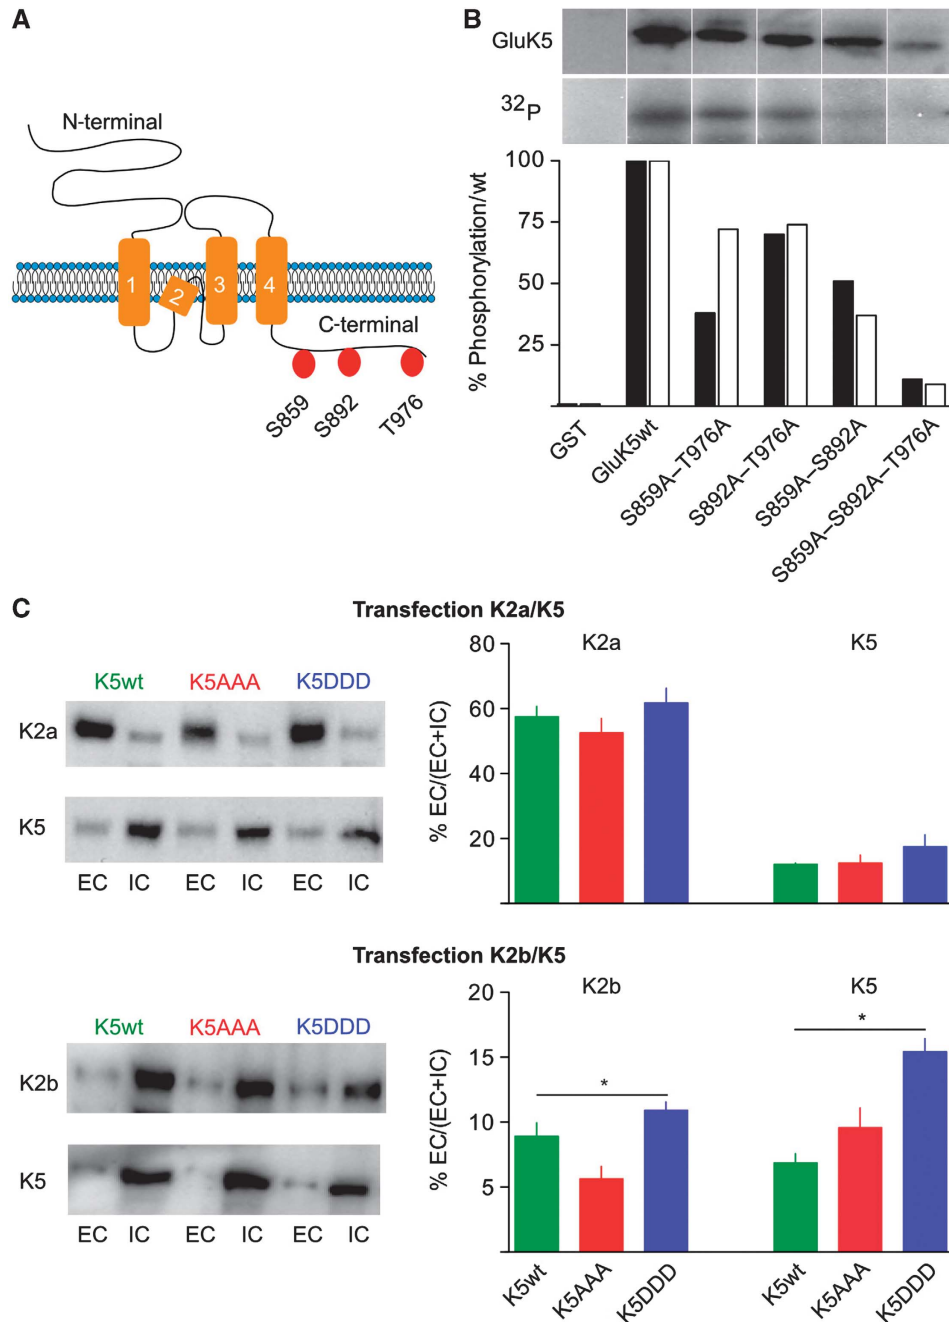 A
N-terminal
1
2
3
4
C-terminal
S859
S892
T976
B
GluK5
32P
% Phosphorylation/wt
100
75
50
25
GST
GluK5wt
S859A–T976A
S892A–T976A
S859A–S892A
S859A–S892A–T976A
C
Transfection K2a/K5
K5wt K5AAA K5DDD
K2a
K5
EC IC EC IC EC IC
% EC/(EC+IC)
80
60
40
20
K2a K5
Transfection K2b/K5
K5wt K5AAA K5DDD
K2b
K5
EC IC EC IC EC IC
% EC/(EC+IC)
20
15
10
5
K2b K5
*
*
K5wt K5AAA K5DDD K5wt K5AAA K5DDD